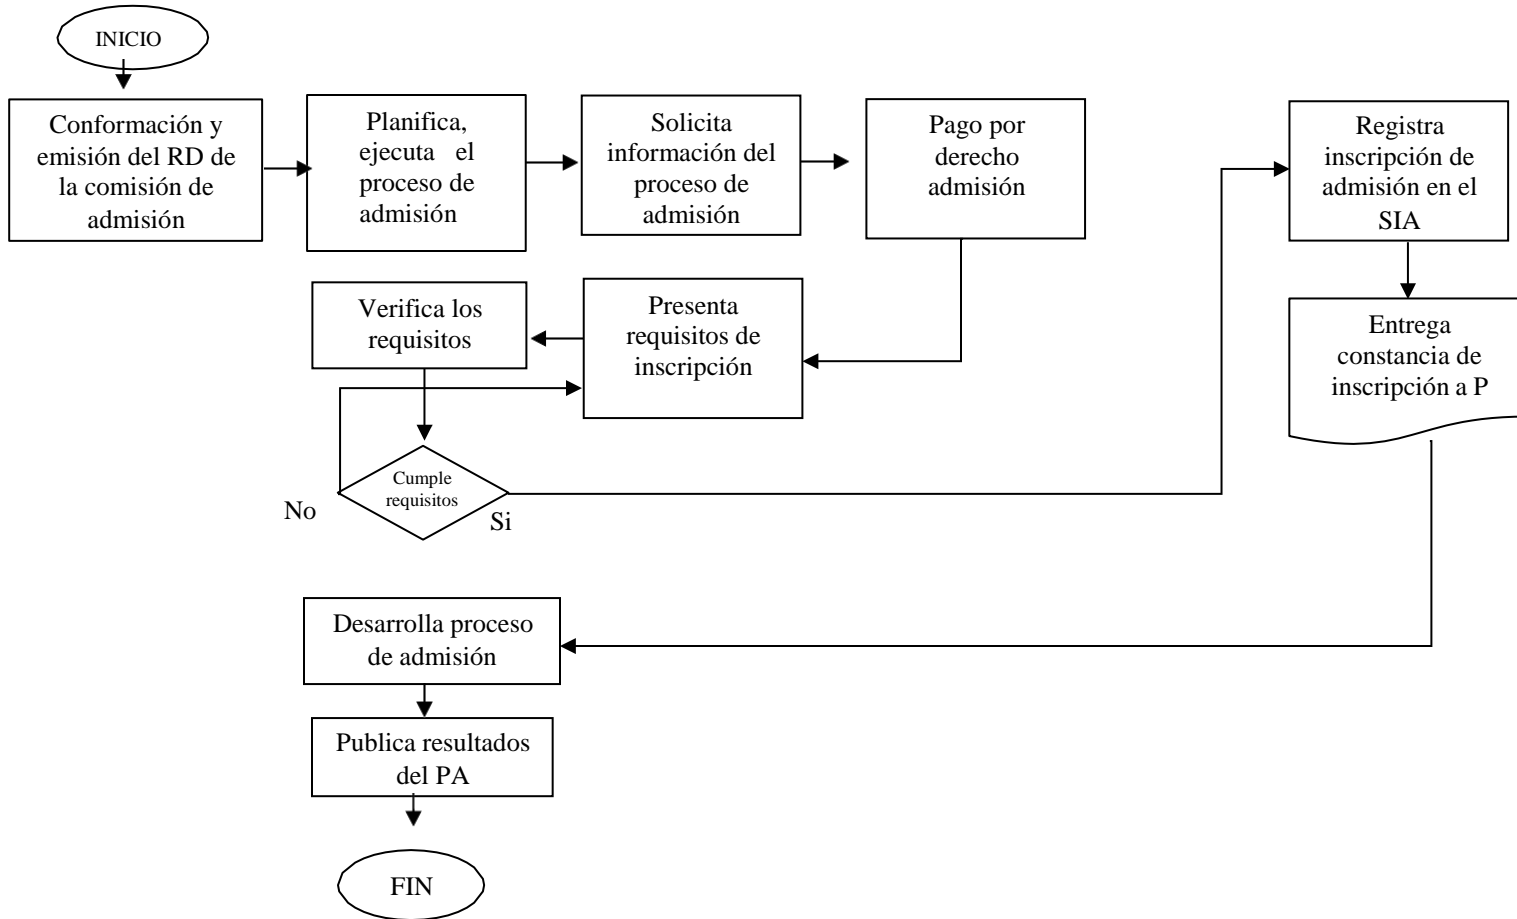 INICIO
Conformación y
emisión del RD de
la comisión de
admisión
Planifica,
ejecuta el
proceso de
admisión
Solicita
información del
proceso de
admisión
Pago por
derecho
admisión
Registra
inscripción de
admisión en el
SIA
Verifica los
requisitos
Presenta
requisitos de
inscripción
Entrega
constancia de
inscripción a P
Cumple
requisitos
No
Si
Desarrolla proceso
de admisión
Publica resultados
del PA
FIN